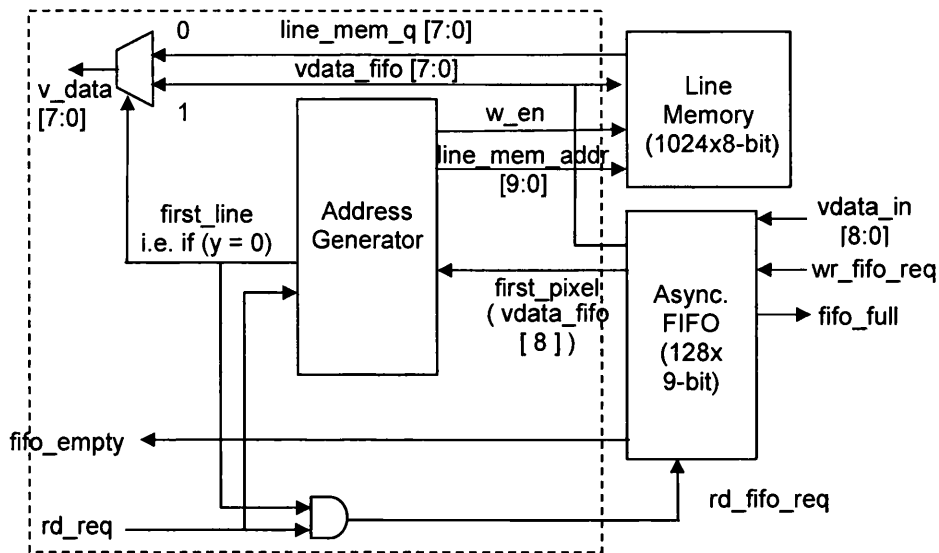 0
line_mem_q [7:0]
vdata_fifo [7:0]
v_data
[7:0]
1
Line
Memory
(1024x8-bit)
w_en
line_mem_addr
[9:0]
first_line
i.e. if (y = 0)
Address
Generator
vdata_in
[8:0]
wr_fifo_req
fifo_full
first_pixel
( vdata_fifo
[ 8 ] )
Async.
FIFO
(128x
9-bit)
fifo_empty
rd_req
rd_fifo_req